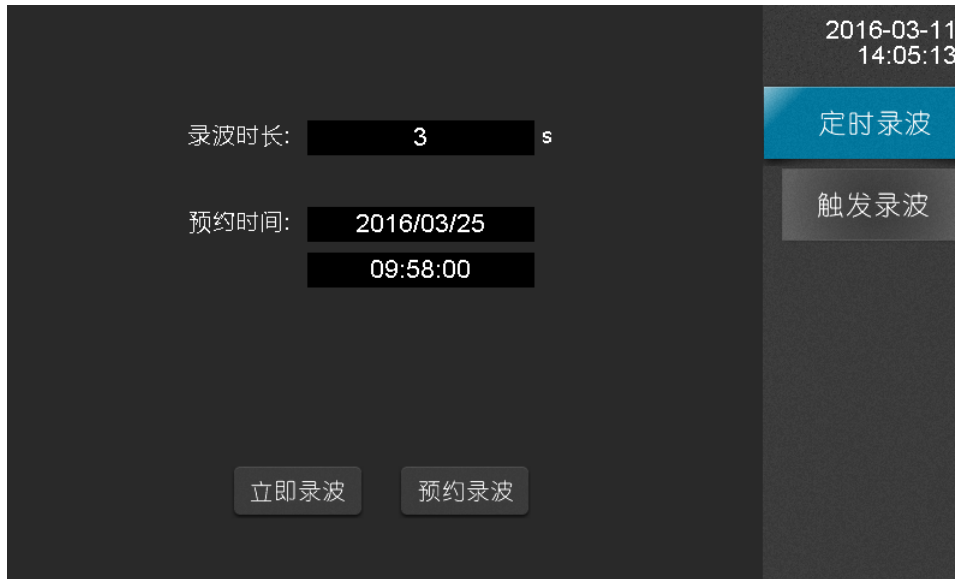 2016-03-11
14:05:13
定时录波
触发录波
录波时长: 3 s
预约时间: 2016/03/25
09:58:00
立即录波 预约录波